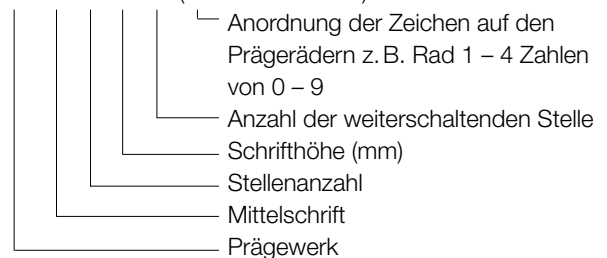 Anordnung der Zeichen auf den
Prägerädern z. B. Rad 1 – 4 Zahlen
von 0 – 9
Anzahl der weiterschaltenden Stelle
Schrifthöhe (mm)
Stellenanzahl
Mittelschrift
Prägewerk